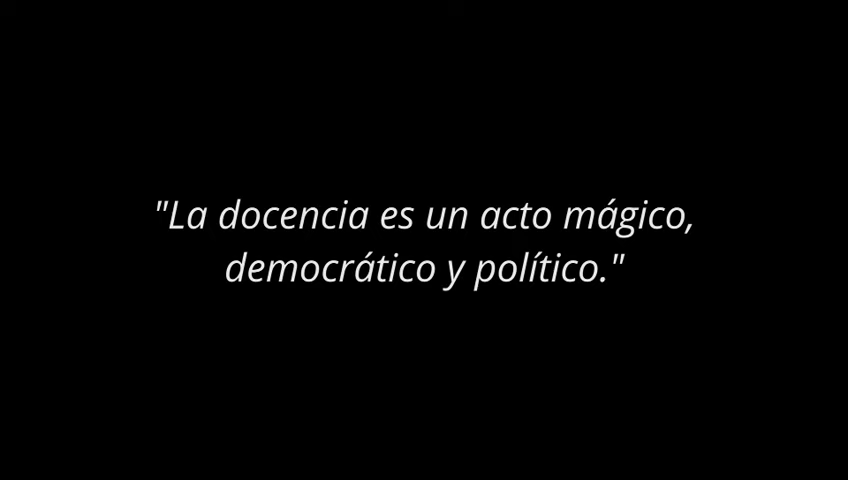 "La docencia es un acto mágico,
democrático y político."